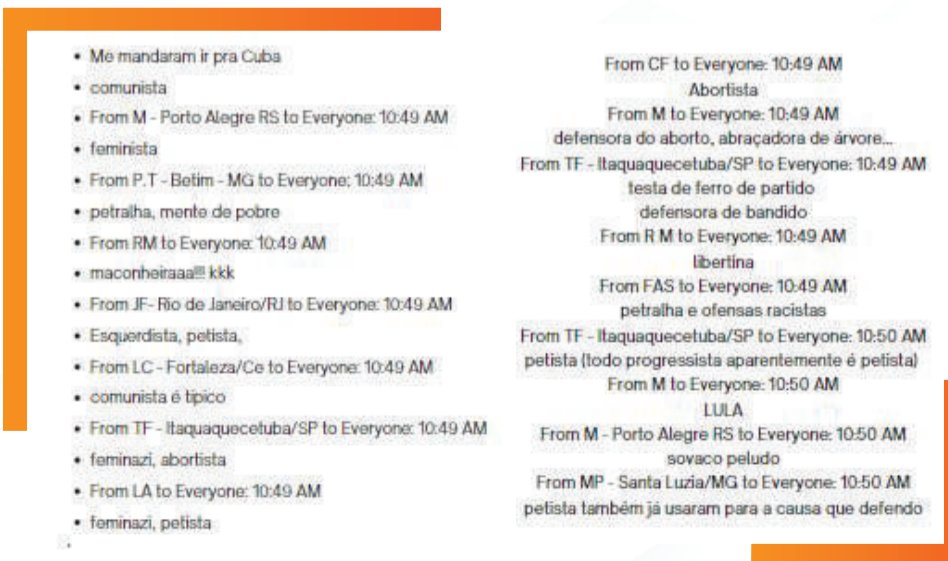 • Me mandaram ir pra Cuba
• comunista
• From M - Porto Alegre RS to Everyone: 10:49 AM
• feminista
• From P.T - Betim - MG to Everyone: 10:49 AM
• petralha, mente de pobre
• From RM to Everyone: 10:49 AM
• maconheiraaa!!! kkk
• From JF- Rio de Janeiro/RJ to Everyone: 10:49 AM
• Esquerdista, petista,
• From LC - Fortaleza/Ce to Everyone: 10:49 AM
• comunista é tipico
• From TF - Itaquaquecetuba/SP to Everyone: 10:49 AM
• feminazi, abortista
• From LA to Everyone: 10:49 AM
• feminazi, petista
From CF to Everyone: 10:49 AM
Abortista
From M to Everyone: 10:49 AM
defensora do aborto, abraçadora de árvore...
From TF - Itaquaquecetuba/SP to Everyone: 10:49 AM
testa de ferro de partido
defensora de bandido
From R M to Everyone: 10:49 AM
libertina
From FAS to Everyone: 10:49 AM
petralha e ofensas racistas
From TF - Itaquaquecetuba/SP to Everyone: 10:50 AM
petista (todo progressista aparentemente é petista)
From M to Everyone: 10:50 AM
LULA
From M - Porto Alegre RS to Everyone: 10:50 AM
sovaco peludo
From MP - Santa Luzia/MG to Everyone: 10:50 AM
petista também já usaram para a causa que defendo